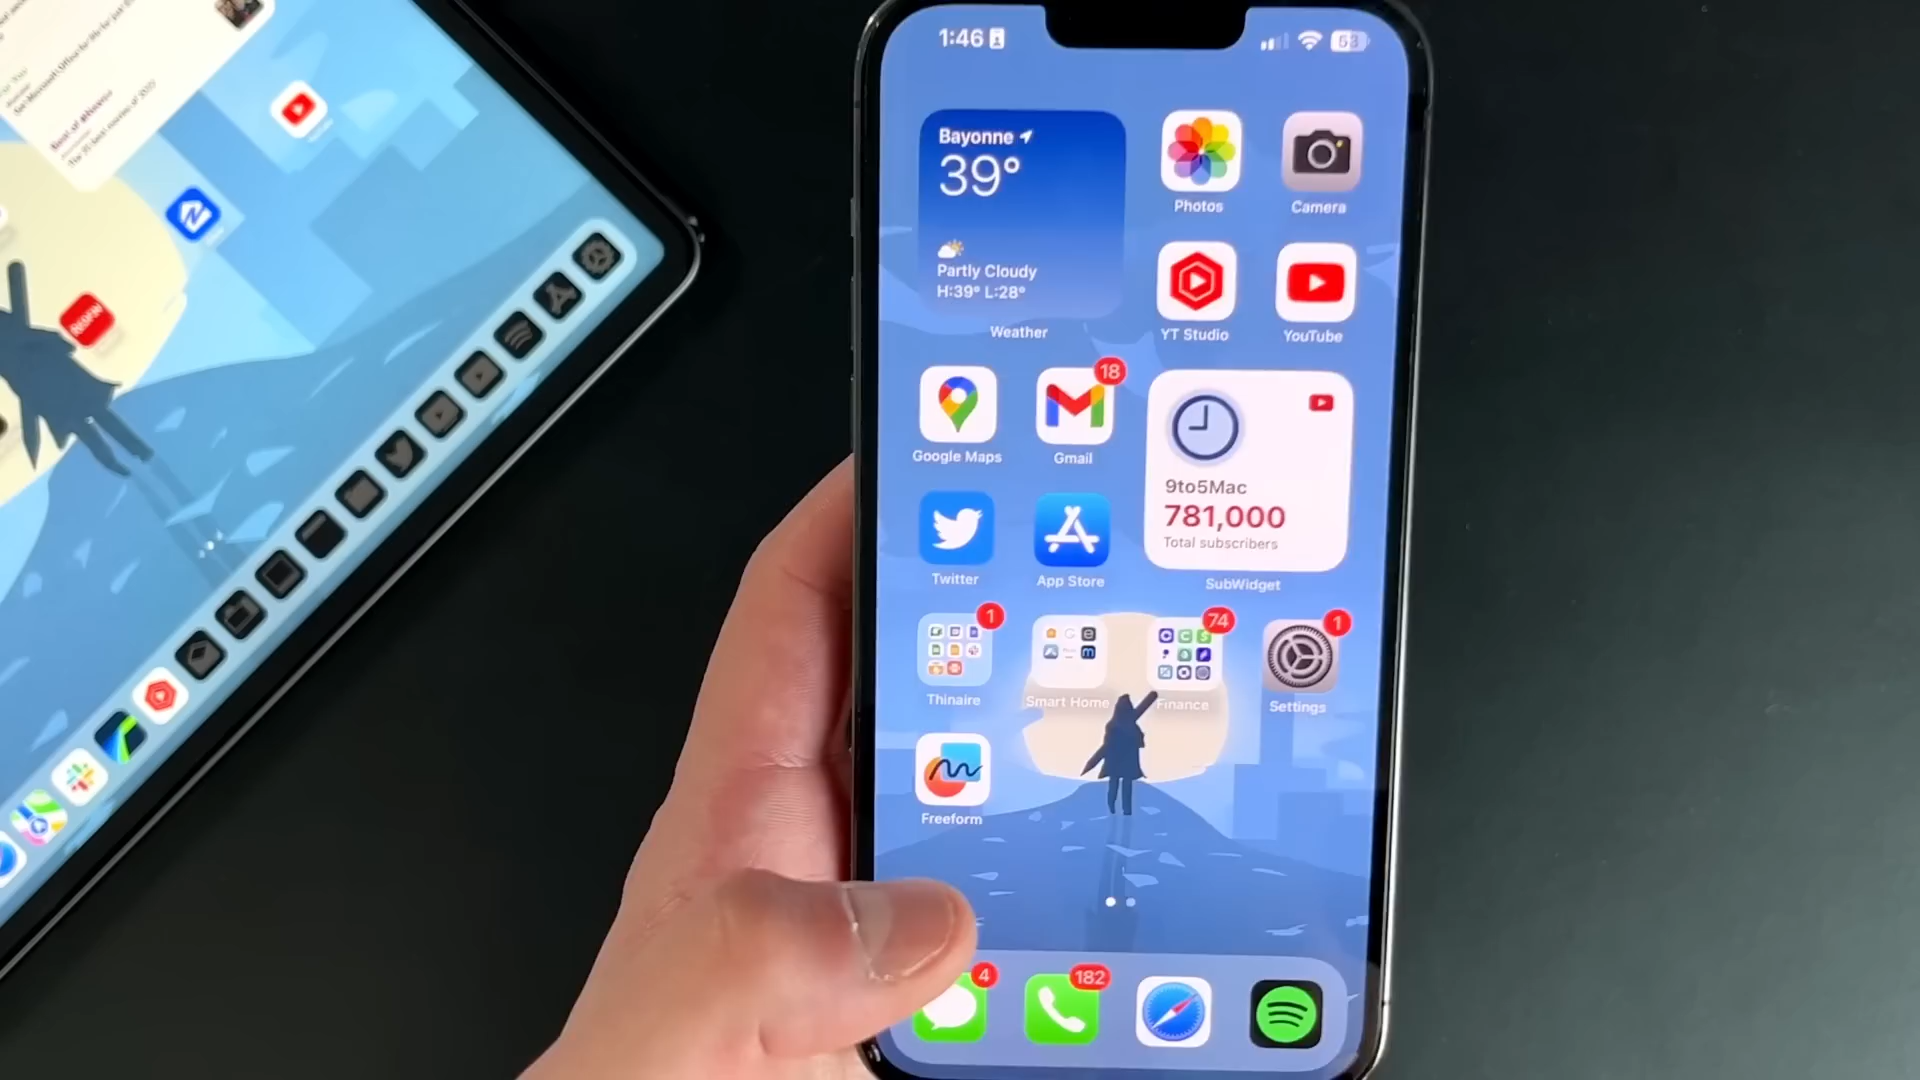 1:46
63
Bayonne
39°
Partly Cloudy
H:39° L:28°
Weather
Photos
Camera
YT Studio
YouTube
Google Maps
18
Gmail
9to5Mac
781,000
Total subscribers
SubWidget
Twitter
App Store
1
Thinaire
Smart Home
74
Finance
1
Settings
Freeform
4
182